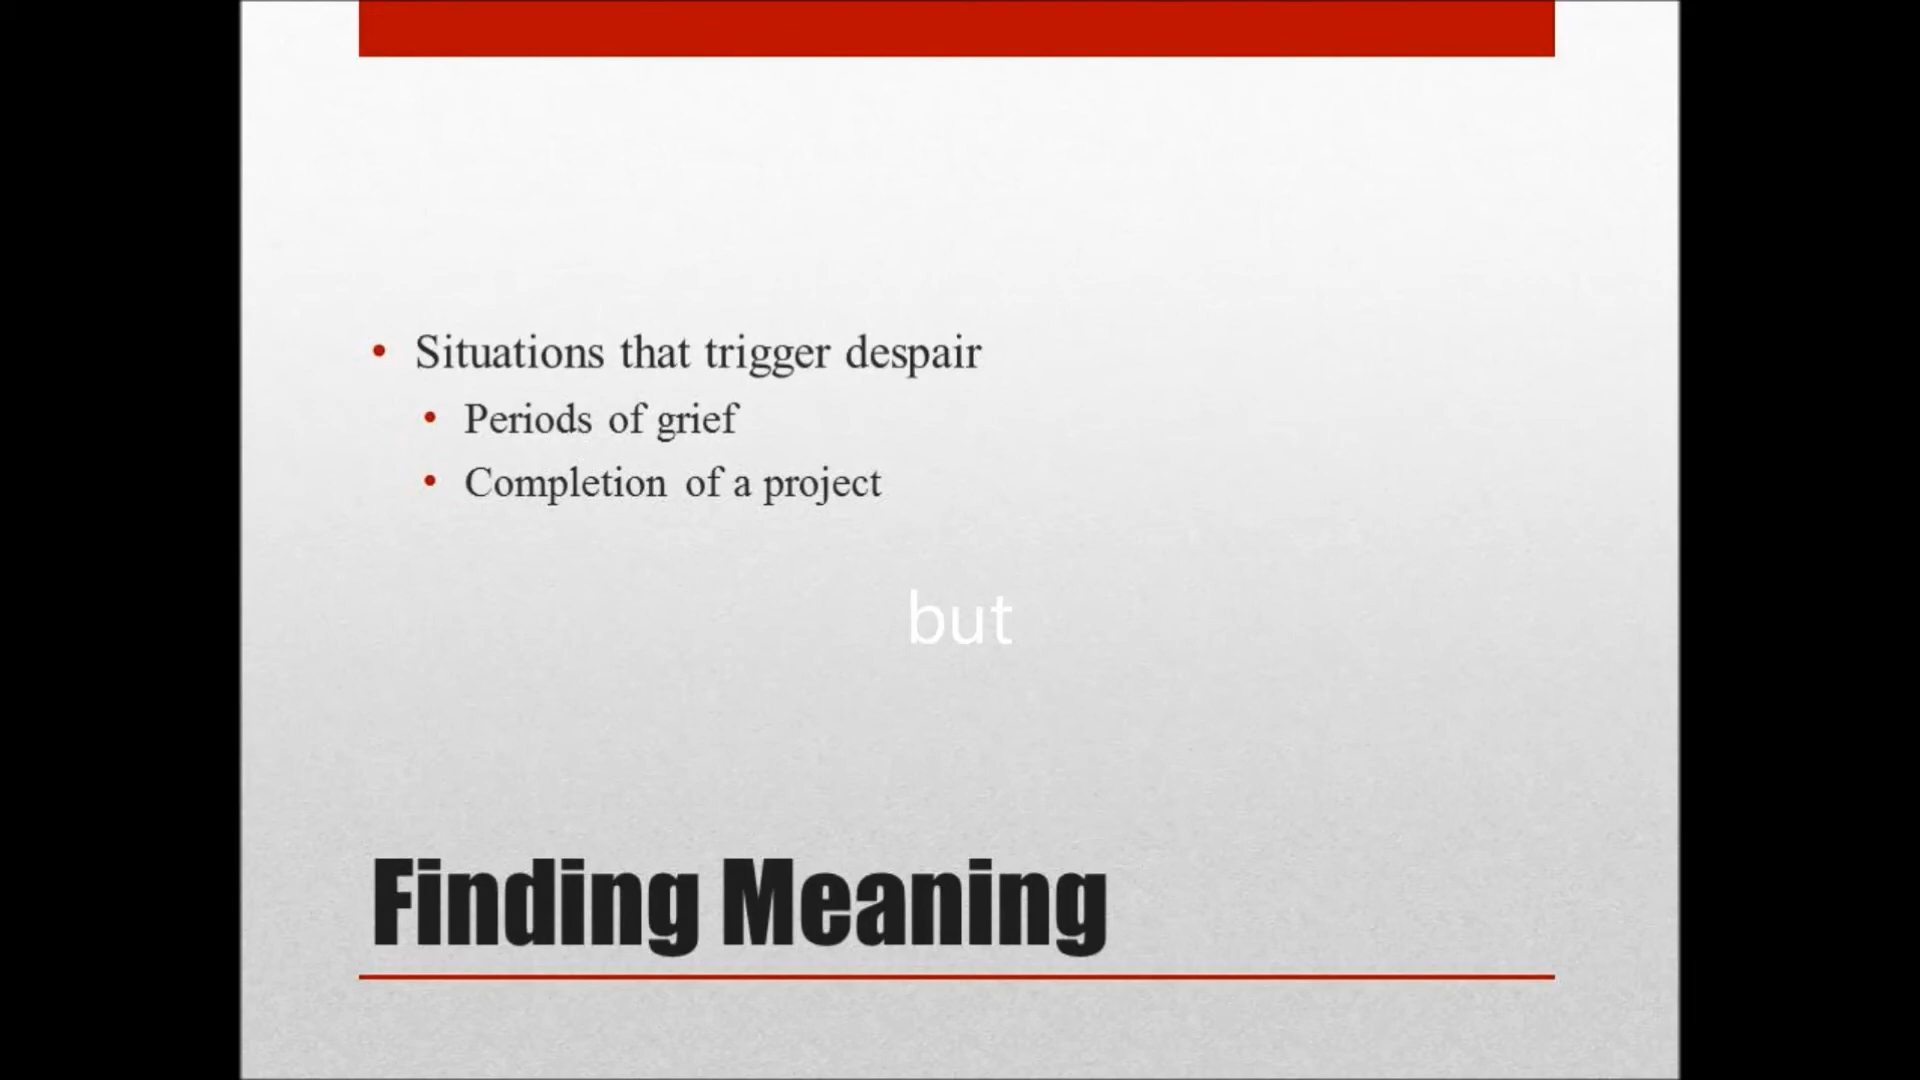 Situations that trigger despair
Periods of grief
Completion of a project
but
Finding Meaning